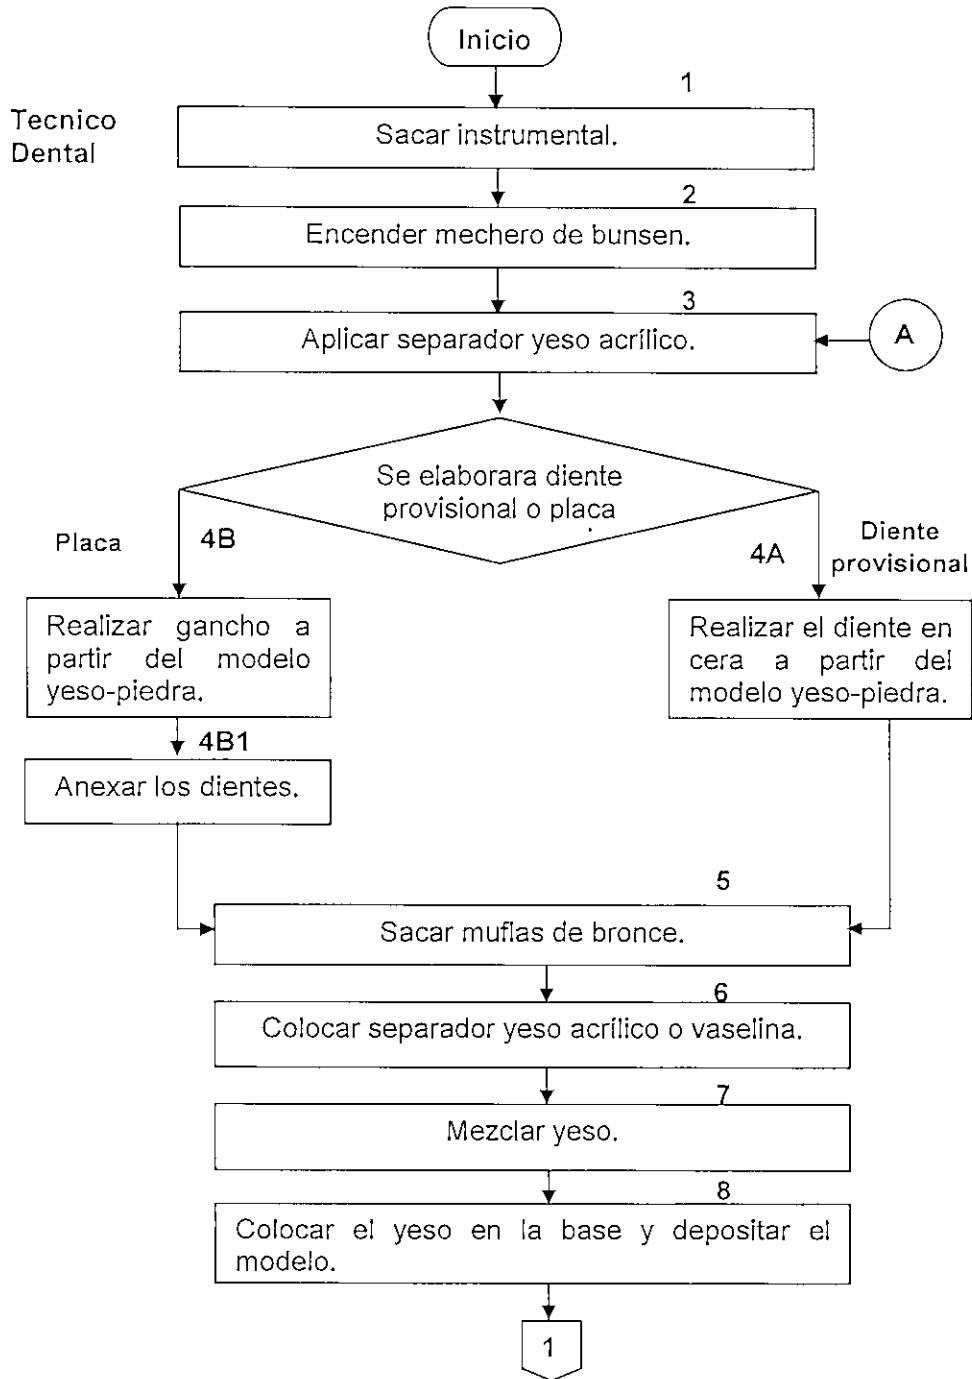 Inicio
1
Tecnico
Dental
Sacar instrumental.
2
Encender mechero de bunsen.
3
Aplicar separador yeso acrílico.
A
Se elaborara diente
provisional o placa
Placa
4B
4A
Diente
provisional
Realizar gancho a
partir del modelo
yeso-piedra.
Realizar el diente en
cera a partir del
modelo yeso-piedra.
4B1
Anexar los dientes.
5
Sacar muflas de bronce.
6
Colocar separador yeso acrílico o vaselina.
7
Mezclar yeso.
8
Colocar el yeso en la base y depositar el
modelo.
1